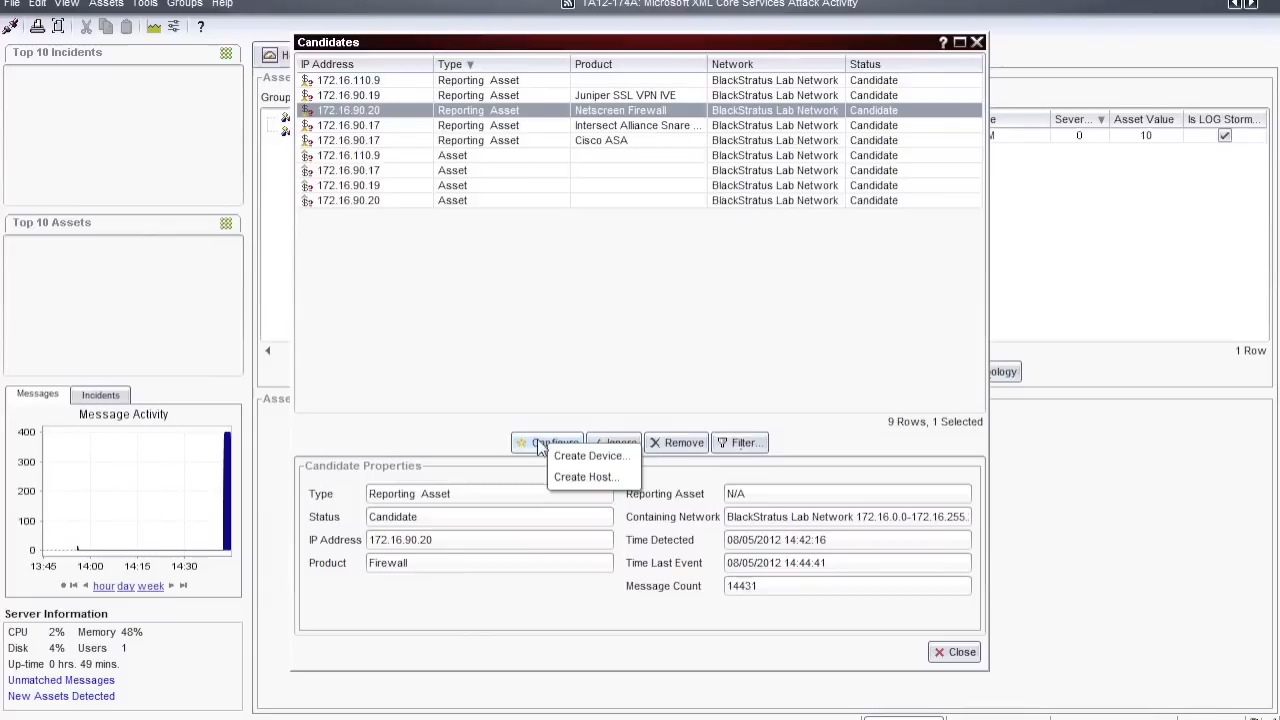 File Edit View Assets Tools Groups Help
TA12-174A: Microsoft XML Core Services Attack Activity
Top 10 Incidents
Top 10 Assets
Messages Incidents
Message Activity
400
300
200
100
0
13:45 14:00 14:15 14:30
hour day week
Server Information
CPU 2% Memory 48%
Disk 4% Users 1
Up-time 0 hrs. 49 mins.
Unmatched Messages
New Assets Detected
Candidates
IP Address Type Product Network Status
172.16.110.9 Reporting Asset BlackStratus Lab Network Candidate
172.16.90.19 Reporting Asset Juniper SSL VPN IVE BlackStratus Lab Network Candidate
172.16.90.20 Reporting Asset Netscreen Firewall BlackStratus Lab Network Candidate
172.16.90.17 Reporting Asset Intersect Alliance Snare ... BlackStratus Lab Network Candidate
172.16.90.17 Reporting Asset Cisco ASA BlackStratus Lab Network Candidate
172.16.110.9 Asset BlackStratus Lab Network Candidate
172.16.90.17 Asset BlackStratus Lab Network Candidate
172.16.90.19 Asset BlackStratus Lab Network Candidate
172.16.90.20 Asset BlackStratus Lab Network Candidate
9 Rows, 1 Selected
Configure Ignore Remove Filter...
Create Device...
Create Host...
Candidate Properties
Type Reporting Asset Reporting Asset N/A
Status Candidate Containing Network BlackStratus Lab Network 172.16.0.0-172.16.255.
IP Address 172.16.90.20 Time Detected 08/05/2012 14:42:16
Product Firewall Time Last Event 08/05/2012 14:44:41
Message Count 14431
Close
Sever... Asset Value Is LOG Storm...
0 10
1 Row